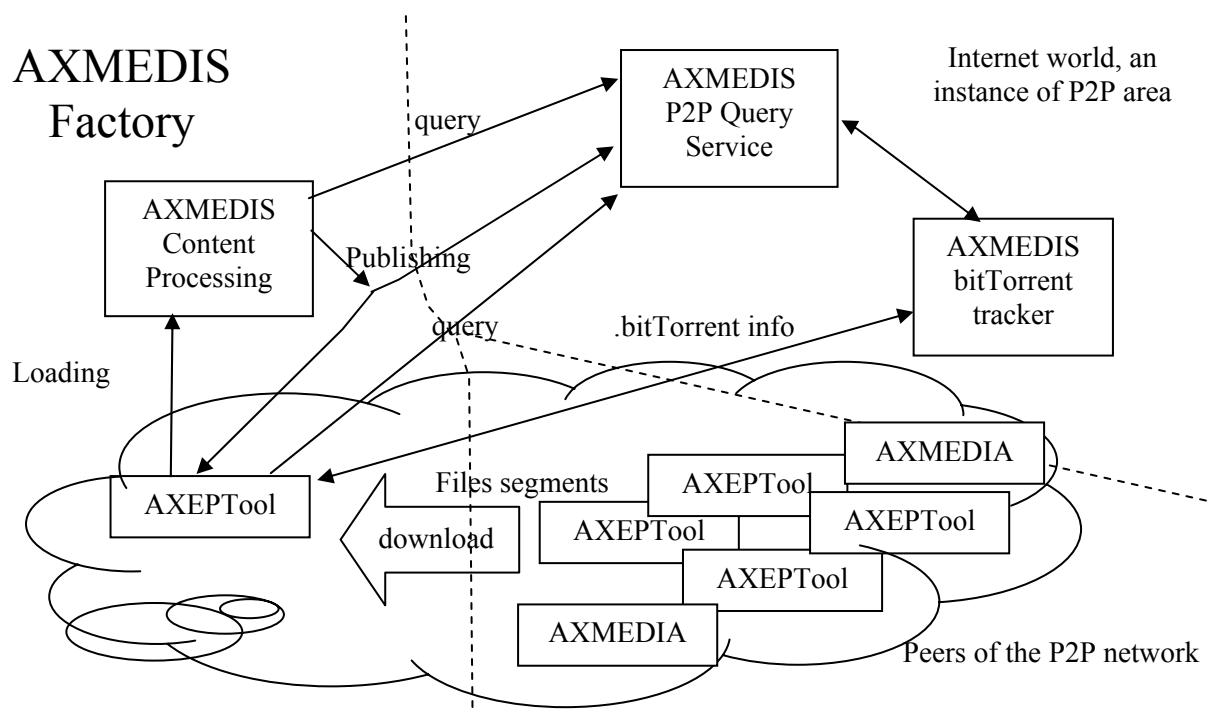 AXMEDIS
Factory
AXMEDIS
P2P Query
Service
Internet world, an
instance of P2P area
query
AXMEDIS
Content
Processing
Publishing
AXMEDIS
bitTorrent
tracker
query
.bitTorrent info
Loading
AXMEDIA
AXEPTool
Files segments
AXEPTool
AXEPTool
AXEPTool
download
AXEPTool
AXMEDIA
Peers of the P2P network